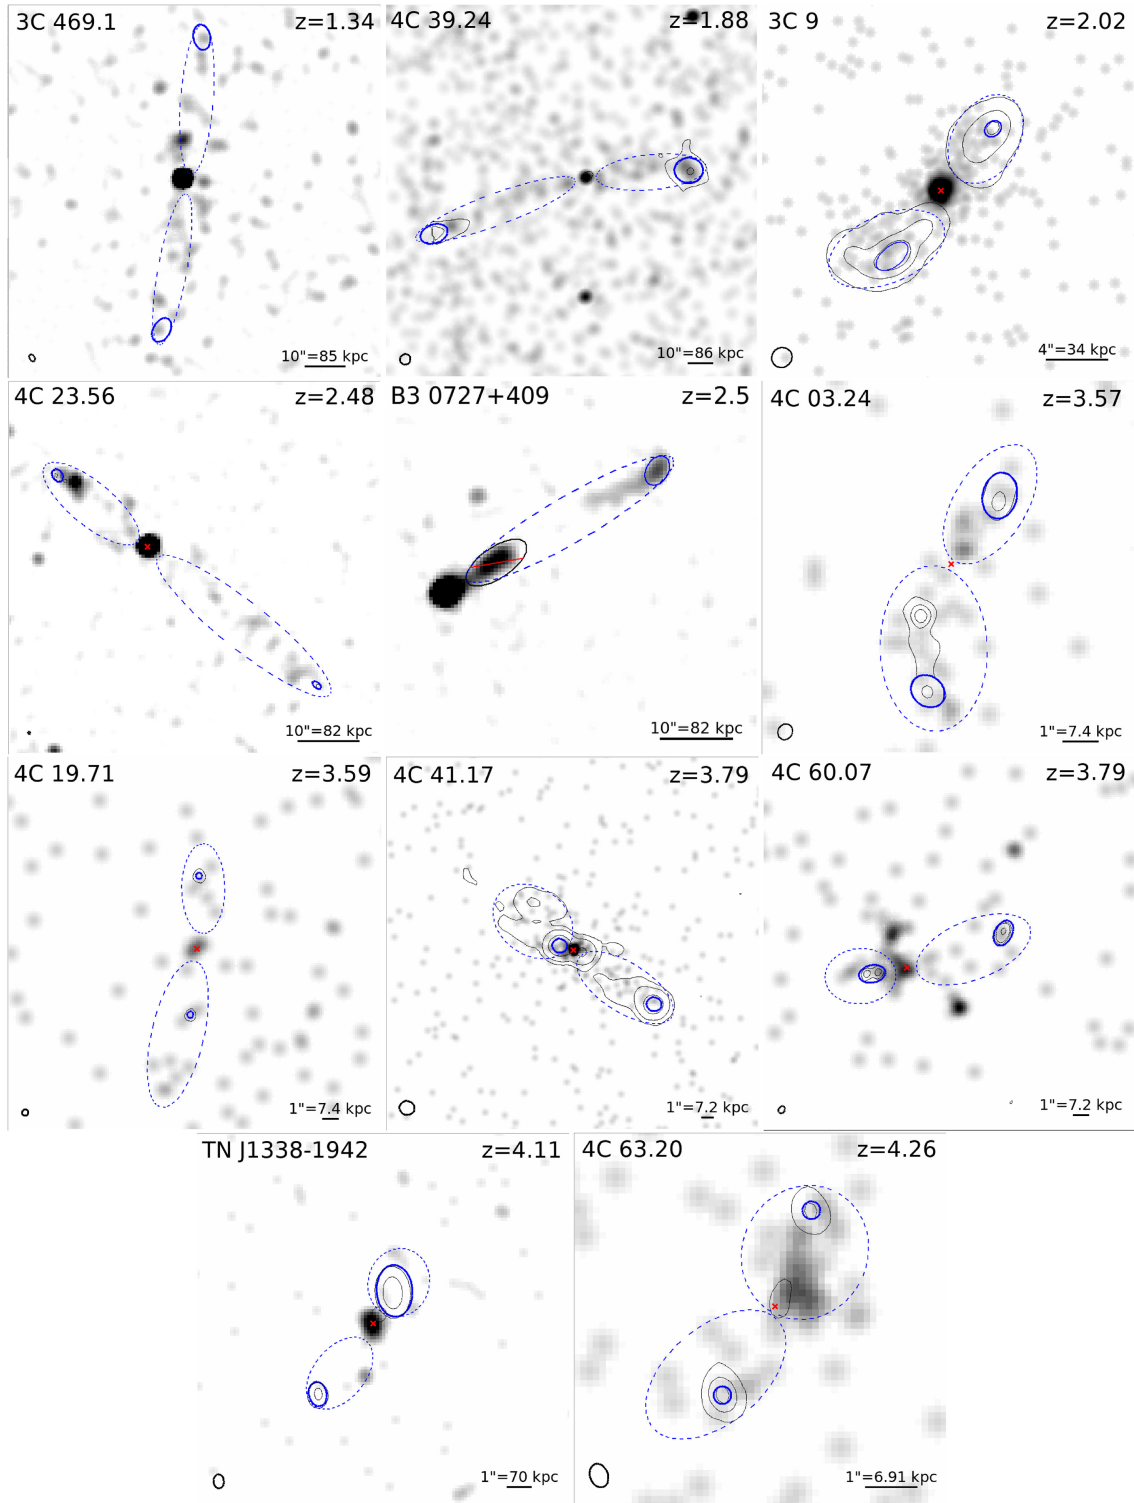 3C 469.1 z=1.34
10"=85 kpc
4C 39.24 z=1.88
10"=86 kpc
3C 9 z=2.02
4"=34 kpc
4C 23.56 z=2.48
10"=82 kpc
B3 0727+409 z=2.5
10"=82 kpc
4C 03.24 z=3.57
1"=7.4 kpc
4C 19.71 z=3.59
1"=7.4 kpc
4C 41.17 z=3.79
1"=7.2 kpc
4C 60.07 z=3.79
1"=7.2 kpc
TN J1338-1942 z=4.11
1"=70 kpc
4C 63.20 z=4.26
1"=6.91 kpc